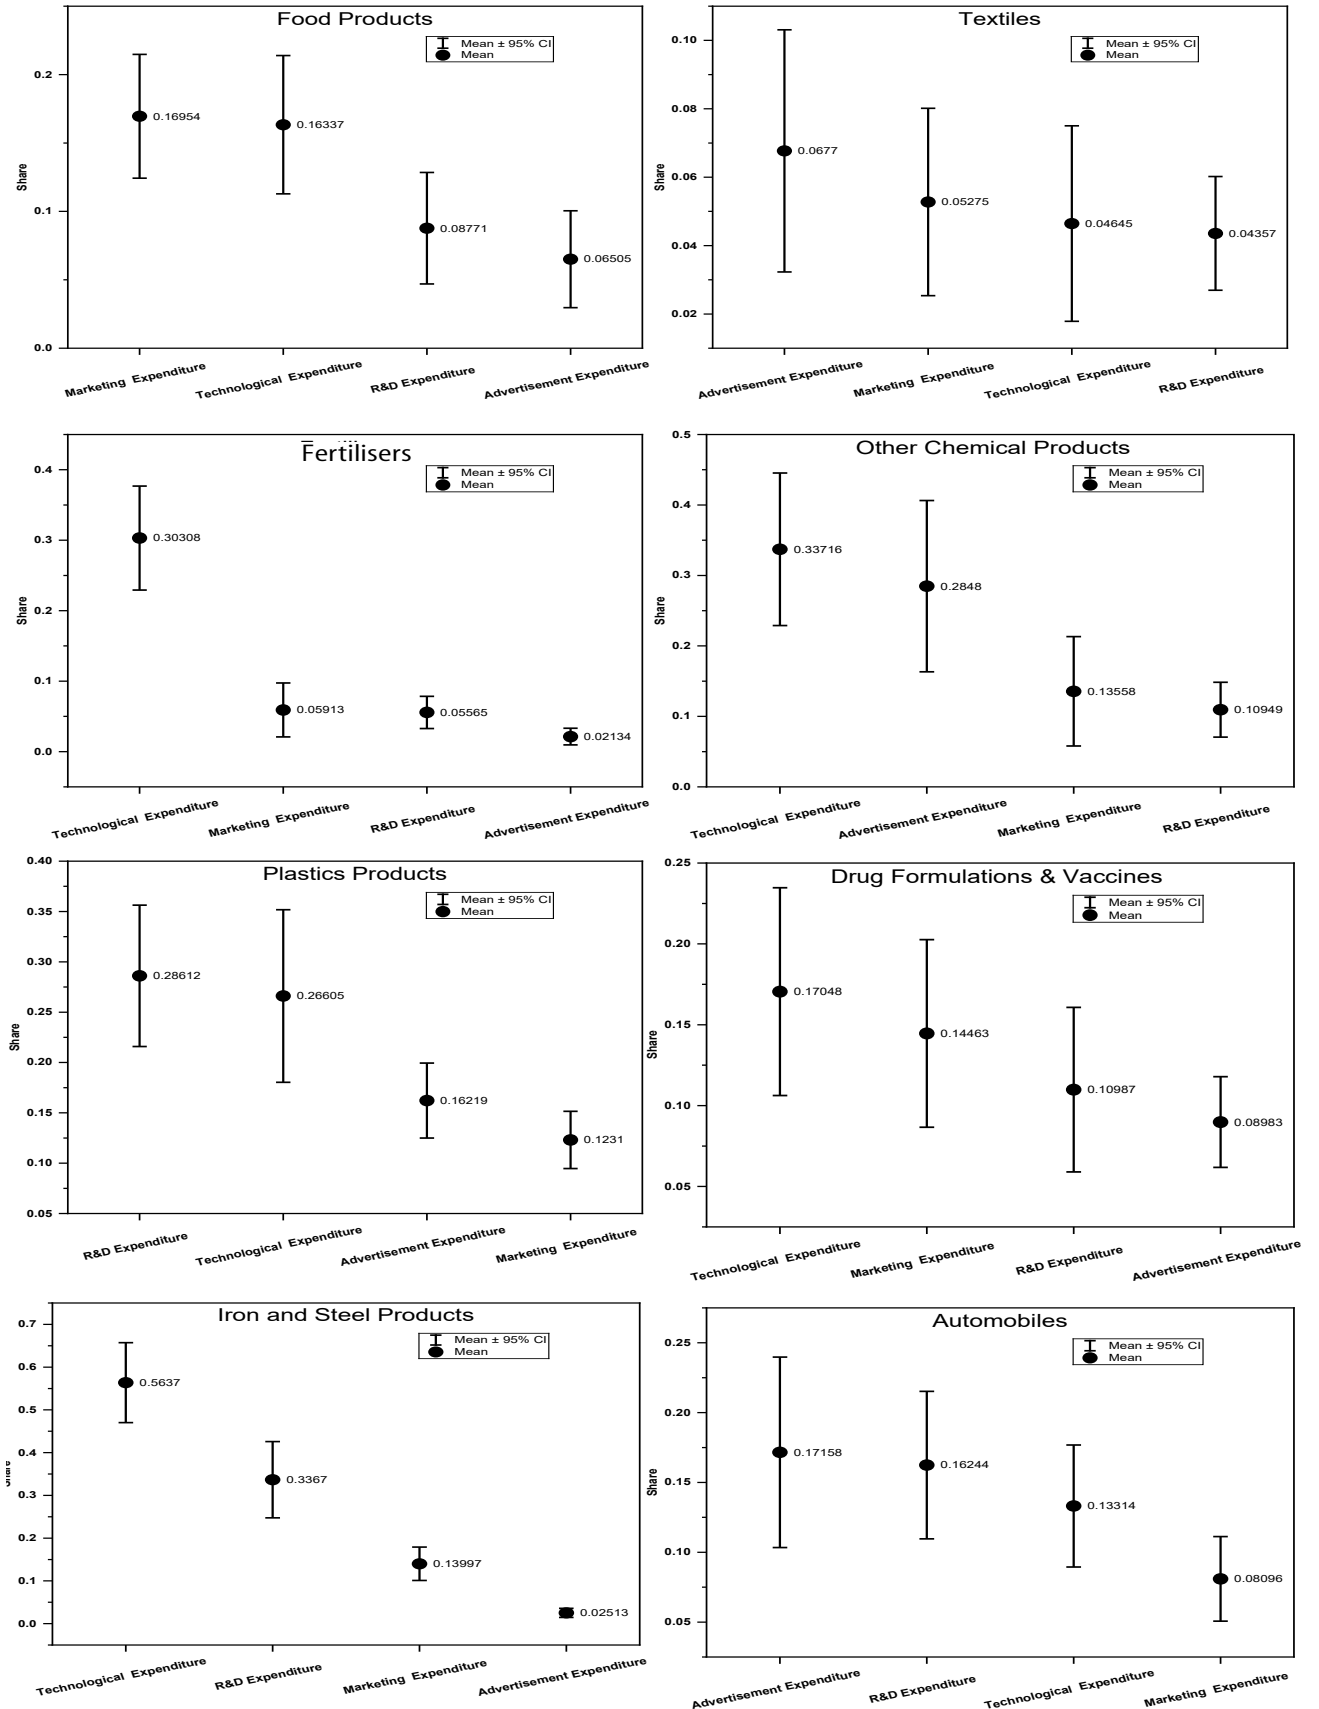 Food Products
Mean ± 95% CI
Mean
0.2
0.1
0.0
Share
0.16954
0.16337
0.08771
0.06505
Marketing Expenditure
Technological Expenditure
R&D Expenditure
Advertisement Expenditure
Textiles
Mean ± 95% CI
Mean
0.10
0.08
0.06
0.04
0.02
Share
0.0677
0.05275
0.04645
0.04357
Advertisement Expenditure
Marketing Expenditure
Technological Expenditure
R&D Expenditure
Fertilisers
Mean ± 95% CI
Mean
0.4
0.3
0.2
0.1
0.0
Share
0.30308
0.05913
0.05565
0.02134
Technological Expenditure
Marketing Expenditure
R&D Expenditure
Advertisement Expenditure
Other Chemical Products
Mean ± 95% CI
Mean
0.5
0.4
0.3
0.2
0.1
0.0
Share
0.33716
0.2848
0.13558
0.10949
Technological Expenditure
Advertisement Expenditure
Marketing Expenditure
R&D Expenditure
Plastics Products
Mean ± 95% CI
Mean
0.40
0.35
0.30
0.25
0.20
0.15
0.10
0.05
Share
0.28612
0.26605
0.16219
0.1231
R&D Expenditure
Technological Expenditure
Advertisement Expenditure
Marketing Expenditure
Drug Formulations & Vaccines
Mean ± 95% CI
Mean
0.25
0.20
0.15
0.10
0.05
Share
0.17048
0.14463
0.10987
0.08983
Technological Expenditure
Marketing Expenditure
R&D Expenditure
Advertisement Expenditure
Iron and Steel Products
Mean ± 95% CI
Mean
0.7
0.6
0.5
0.4
0.3
0.2
0.1
0.0
0.5637
0.3367
0.13997
0.02513
Technological Expenditure
R&D Expenditure
Marketing Expenditure
Advertisement Expenditure
Automobiles
Mean ± 95% CI
Mean
0.25
0.20
0.15
0.10
0.05
Share
0.17158
0.16244
0.13314
0.08096
Advertisement Expenditure
R&D Expenditure
Technological Expenditure
Marketing Expenditure